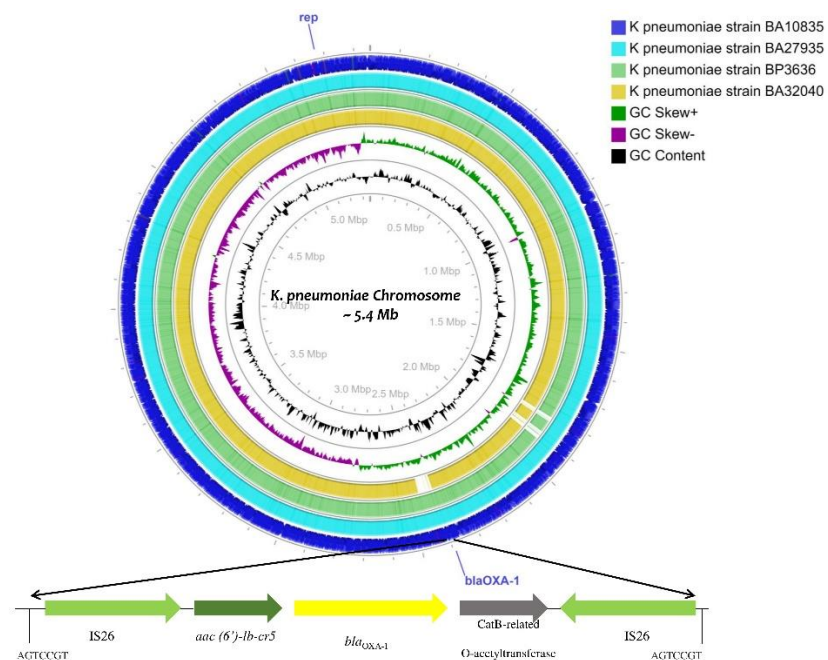 rep
K pneumoniae strain BA10835
K pneumoniae strain BA27935
K pneumoniae strain BP3636
K pneumoniae strain BA32040
GC Skew+
GC Skew-
GC Content
5.0 Mbp
0.5 Mbp
4.5 Mbp
1.0 Mbp
K. pneumoniae Chromosome
~ 5.4 Mb
4.0 Mbp
1.5 Mbp
3.5 Mbp
2.0 Mbp
3.0 Mbp
2.5 Mbp
blaOXA-1
IS26
aac (6')-lb-cr5
blaOXA-1
CatB-related
O-acetyltransferase
IS26
AGTCCGT
AGTCCGT